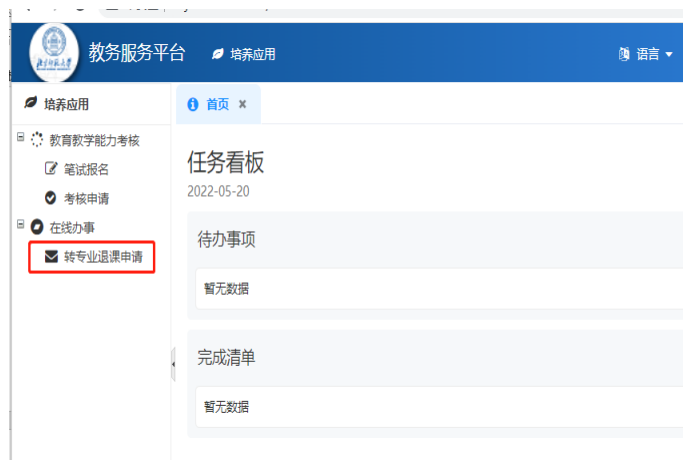 教务服务平台
培养应用
语言
培养应用
首页 ×
教育教学能力考核
笔试报名
考核申请
在线办事
转专业退课申请
任务看板
2022-05-20
待办事项
暂无数据
完成清单
暂无数据